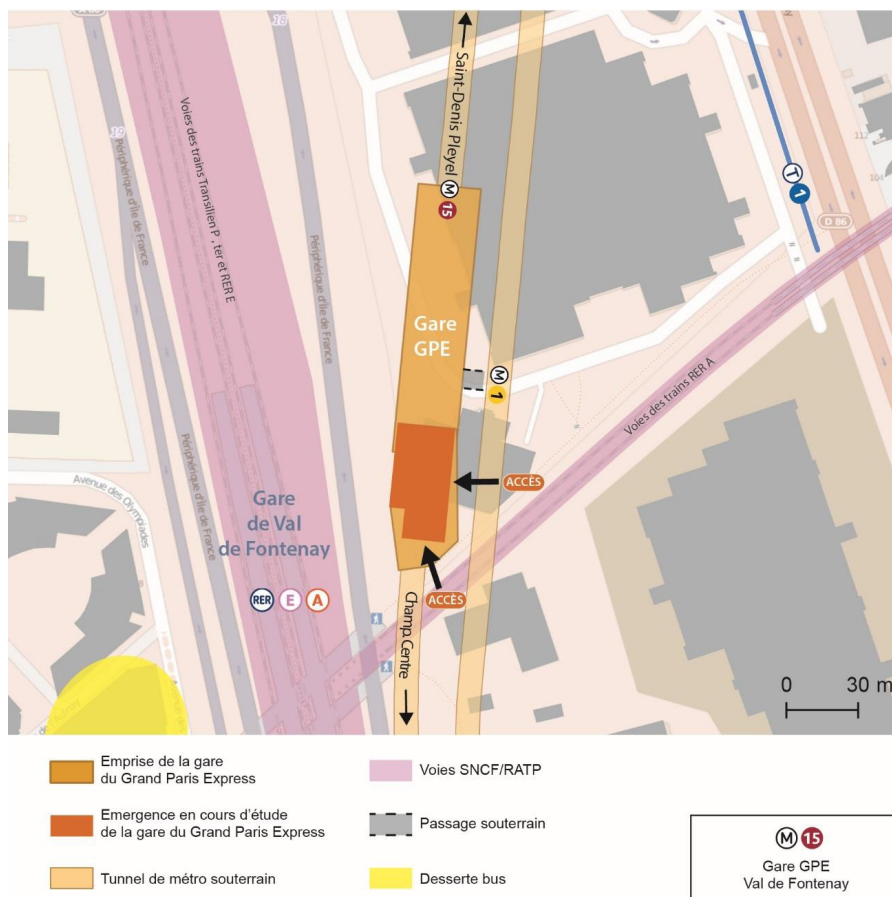 18
19
Périphérique d'Île de France
Voies des trains Transilien P , ter et RER E
Périphérique d'Île de France
Saint-Denis Pleyel
M
15
T
1
112
104
D 86
Gare
GPE
M
1
Voies des trains RER A
Périphérique d'Île de France
Avenue des Olympiades
Gare
de Val
de Fontenay
RER E A
ACCÈS
ACCÈS
Champ. Centre
0 30 m
Emprise de la gare
du Grand Paris Express
Emergence en cours d'étude
de la gare du Grand Paris Express
Tunnel de métro souterrain
Voies SNCF/RATP
Passage souterrain
Desserte bus
M 15
Gare GPE
Val de Fontenay